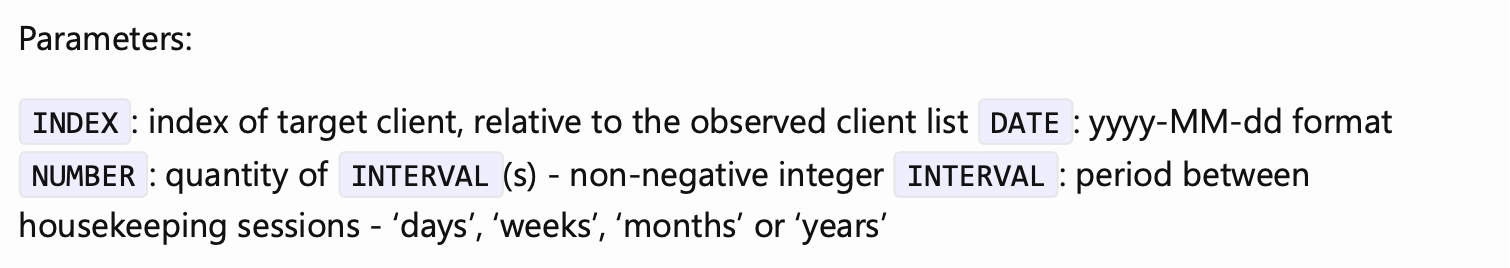 Parameters:
INDEX: index of target client, relative to the observed client list DATE: yyyy-MM-dd format
NUMBER: quantity of INTERVAL(s) - non-negative integer INTERVAL: period between
housekeeping sessions - ‘days’, ‘weeks’, ‘months’ or ‘years’